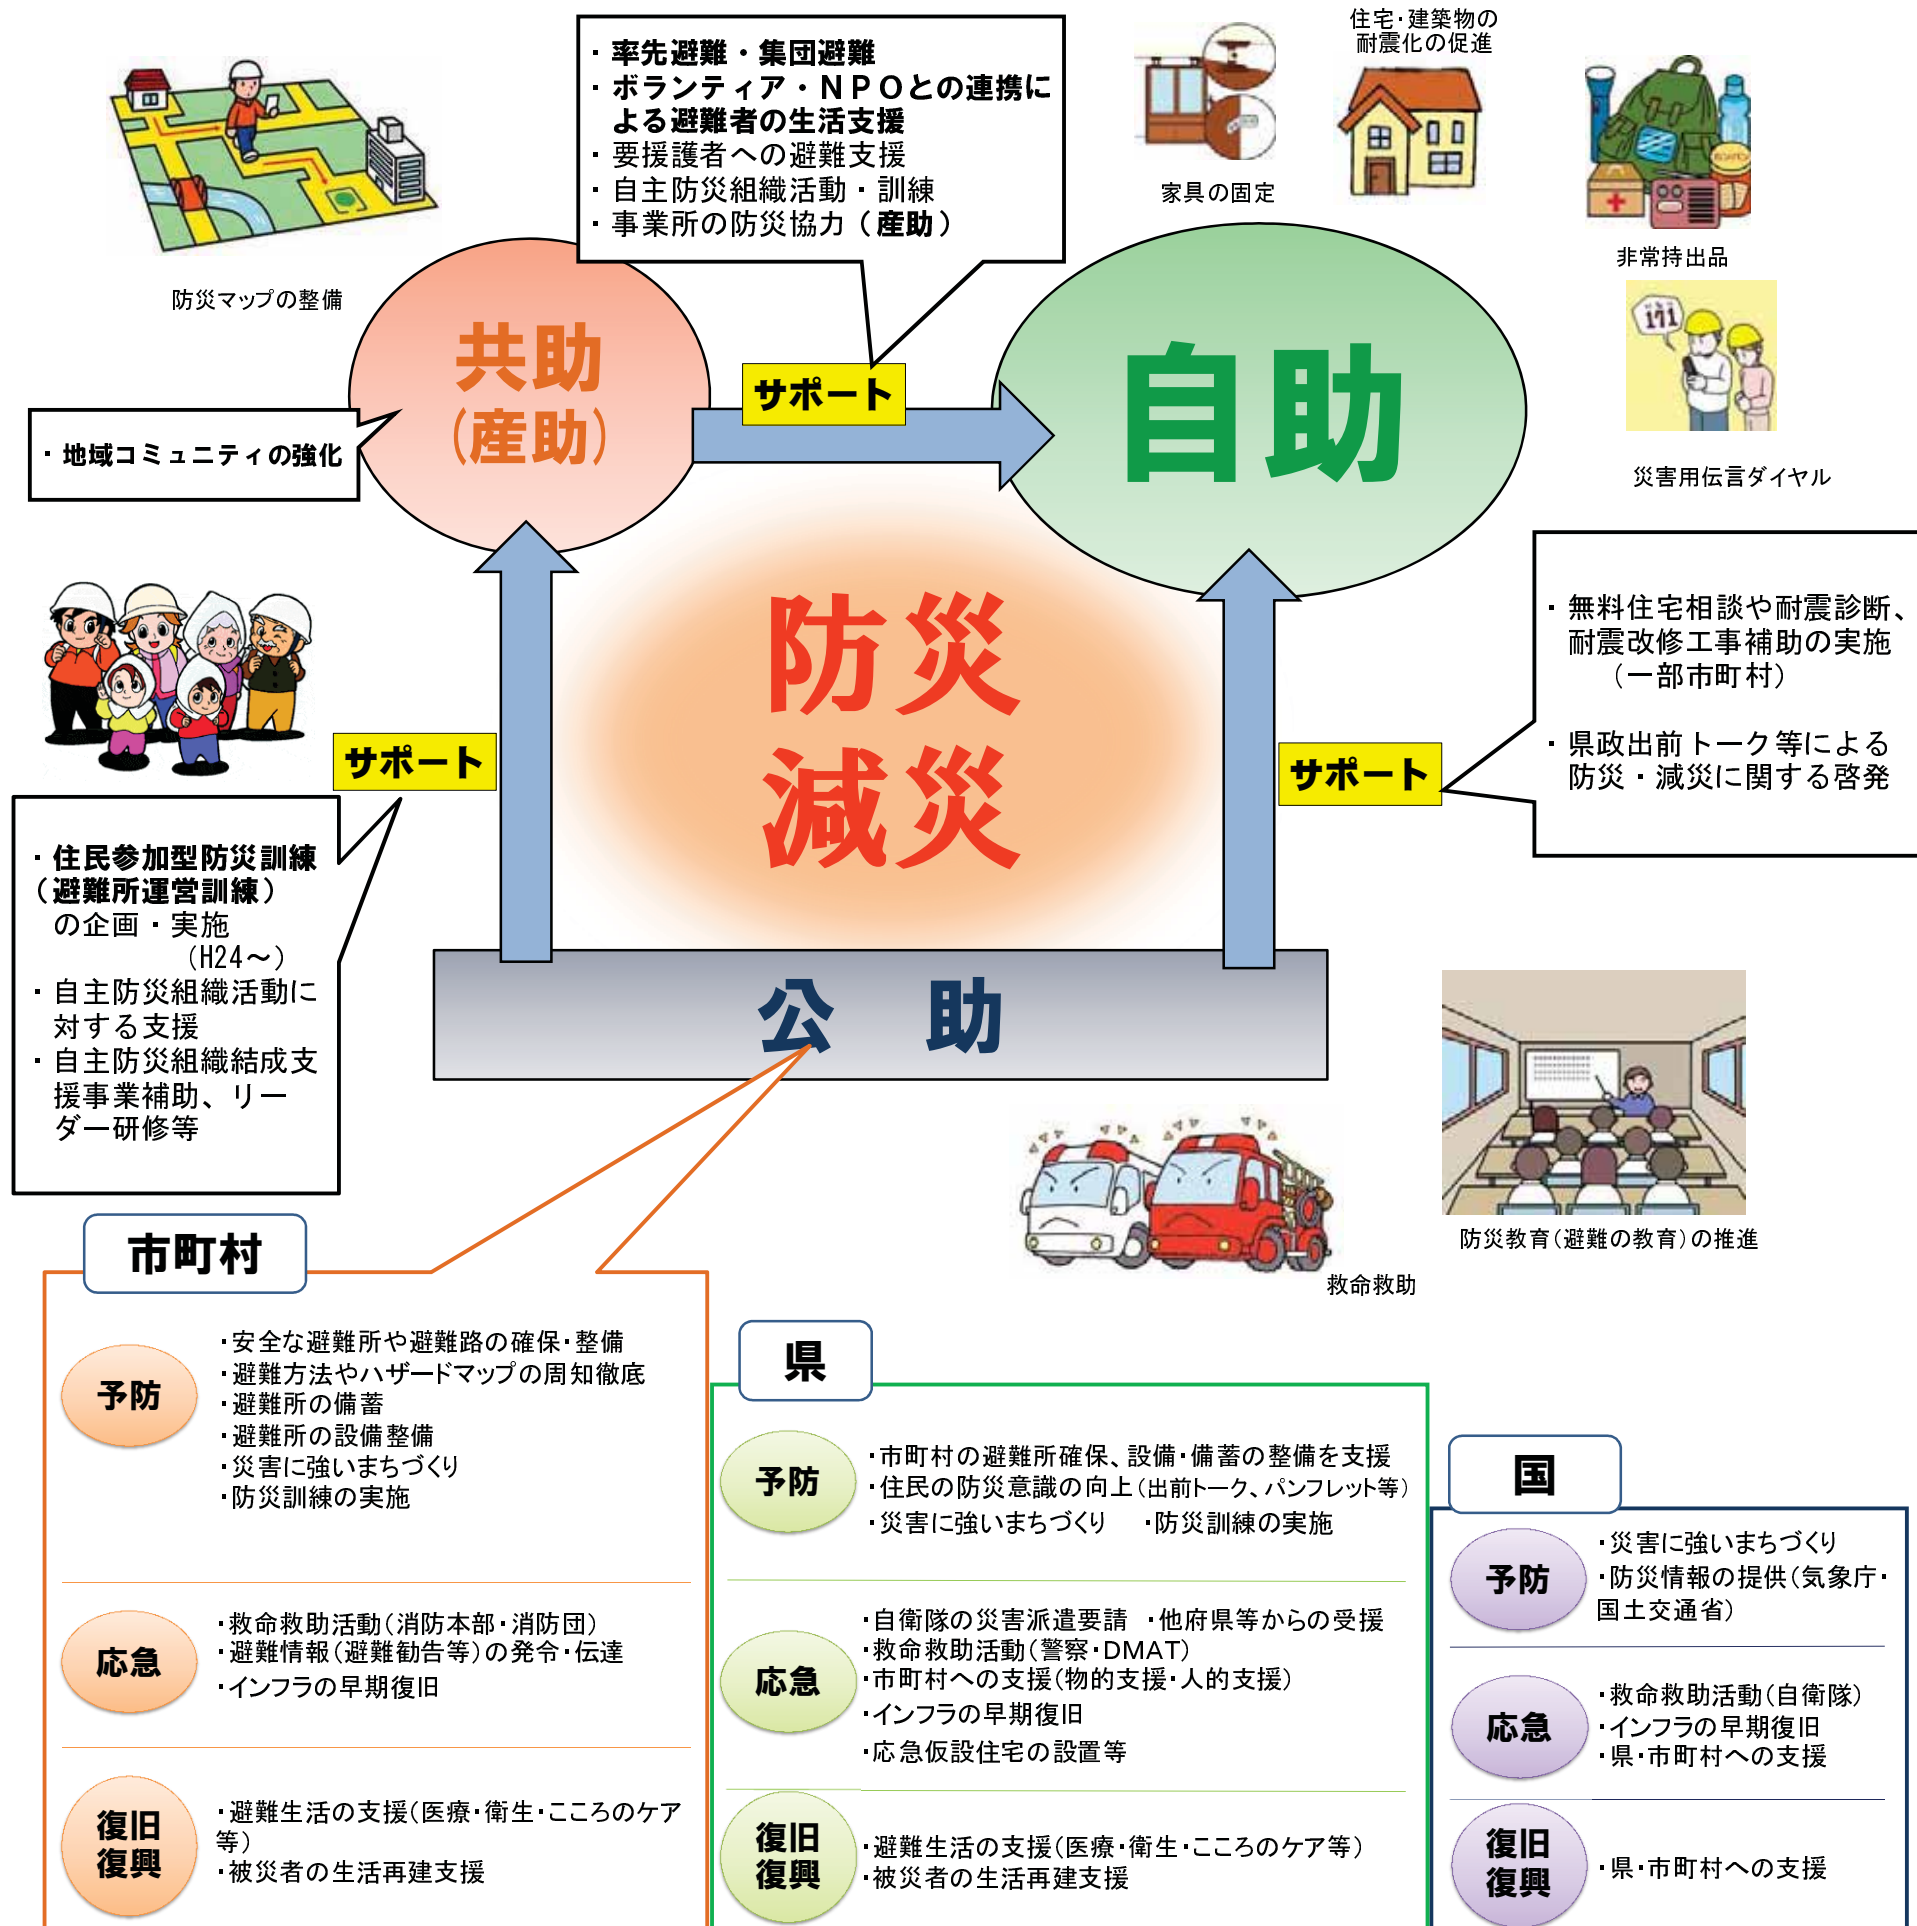 ・率先避難・集団避難
・ボランティア・ＮＰＯとの連携に
よる避難者の生活支援
・要援護者への避難支援
・自主防災組織活動・訓練
・事業所の防災協力（産助）
住宅・建築物の
耐震化の促進
家具の固定
非常持出品
防災マップの整備
171
災害用伝言ダイヤル
共助
(産助)
サポート
自助
・地域コミュニティの強化
防災
減災
・無料住宅相談や耐震診断、
耐震改修工事補助の実施
（一部市町村）
・県政出前トーク等による
防災・減災に関する啓発
サポート
サポート
・住民参加型防災訓練
（避難所運営訓練）
の企画・実施
（H24～）
・自主防災組織活動に
対する支援
・自主防災組織結成支
援事業補助、リー
ダー研修等
公　助
防災教育(避難の教育)の推進
救命救助
市町村
予防
・安全な避難所や避難路の確保・整備
・避難方法やハザードマップの周知徹底
・避難所の備蓄
・避難所の設備整備
・災害に強いまちづくり
・防災訓練の実施
応急
・救命救助活動(消防本部・消防団)
・避難情報(避難勧告等)の発令・伝達
・インフラの早期復旧
復旧
復興
・避難生活の支援(医療・衛生・こころのケア
等)
・被災者の生活再建支援
県
予防
・市町村の避難所確保、設備・備蓄の整備を支援
・住民の防災意識の向上(出前トーク、パンフレット等)
・災害に強いまちづくり　・防災訓練の実施
応急
・自衛隊の災害派遣要請　・他府県等からの受援
・救命救助活動(警察・DMAT)
・市町村への支援(物的支援・人的支援)
・インフラの早期復旧
・応急仮設住宅の設置等
復旧
復興
・避難生活の支援(医療・衛生・こころのケア等)
・被災者の生活再建支援
国
予防
・災害に強いまちづくり
・防災情報の提供(気象庁・
国土交通省)
応急
・救命救助活動(自衛隊)
・インフラの早期復旧
・県・市町村への支援
復旧
復興
・県・市町村への支援